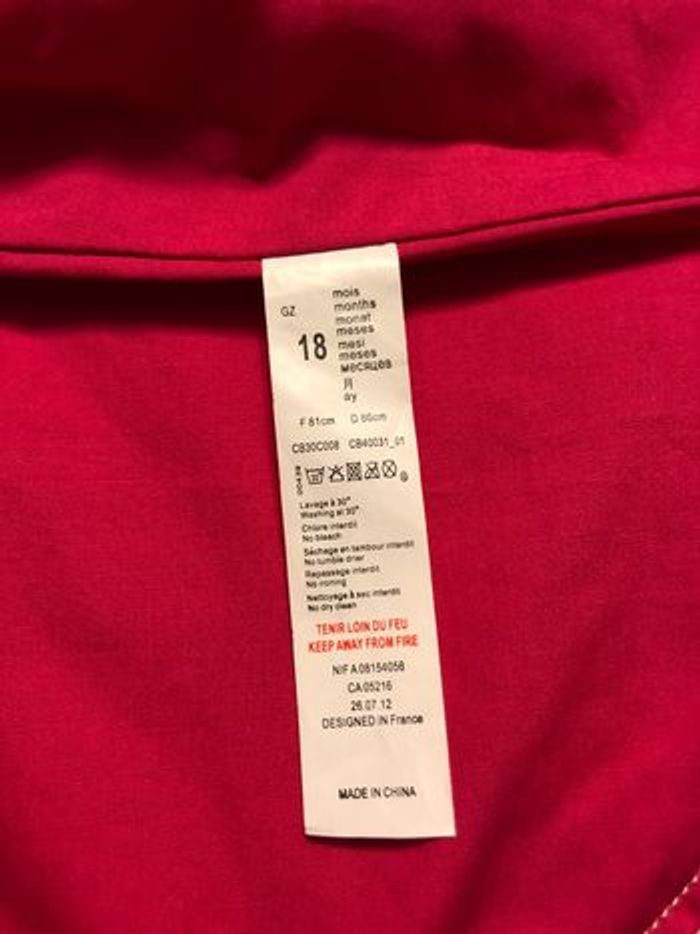 GZ
18
mois
months
monat
meses
mesi
meses
месяцев
月
ay
F 81cm D 86cm
CB30C008 CB40031_01
Lavage à 30°
Washing at 30°
Chlore interdit
No bleach
Séchage en tambour interdit
No tumble drier
Repassage interdit
No ironing
Nettoyage à sec interdit
No dry clean
TENIR LOIN DU FEU
KEEP AWAY FROM FIRE
NIF A 08154056
CA 05216
26.07.12
DESIGNED IN France
MADE IN CHINA